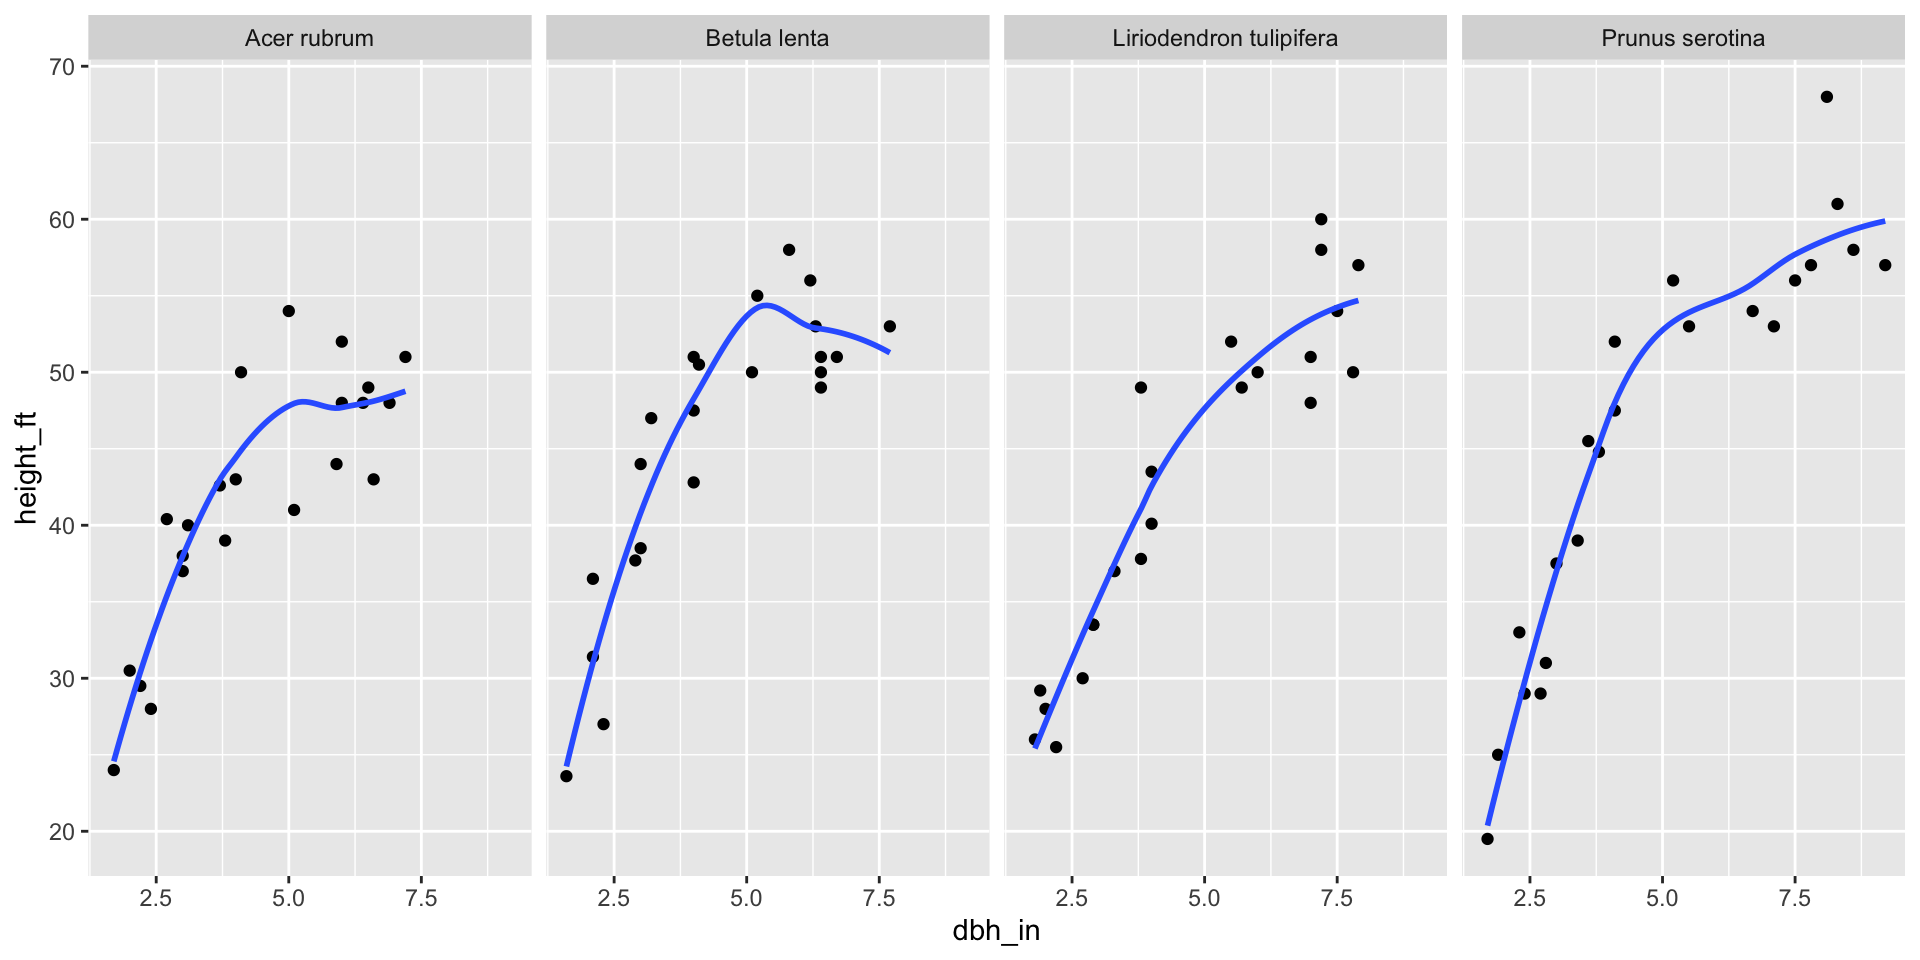 Acer rubrum
Betula lenta
Liriodendron tulipifera
Prunus serotina
70
60
50
40
30
20
height_ft
2.5 5.0 7.5
2.5 5.0 7.5
2.5 5.0 7.5
2.5 5.0 7.5
dbh_in